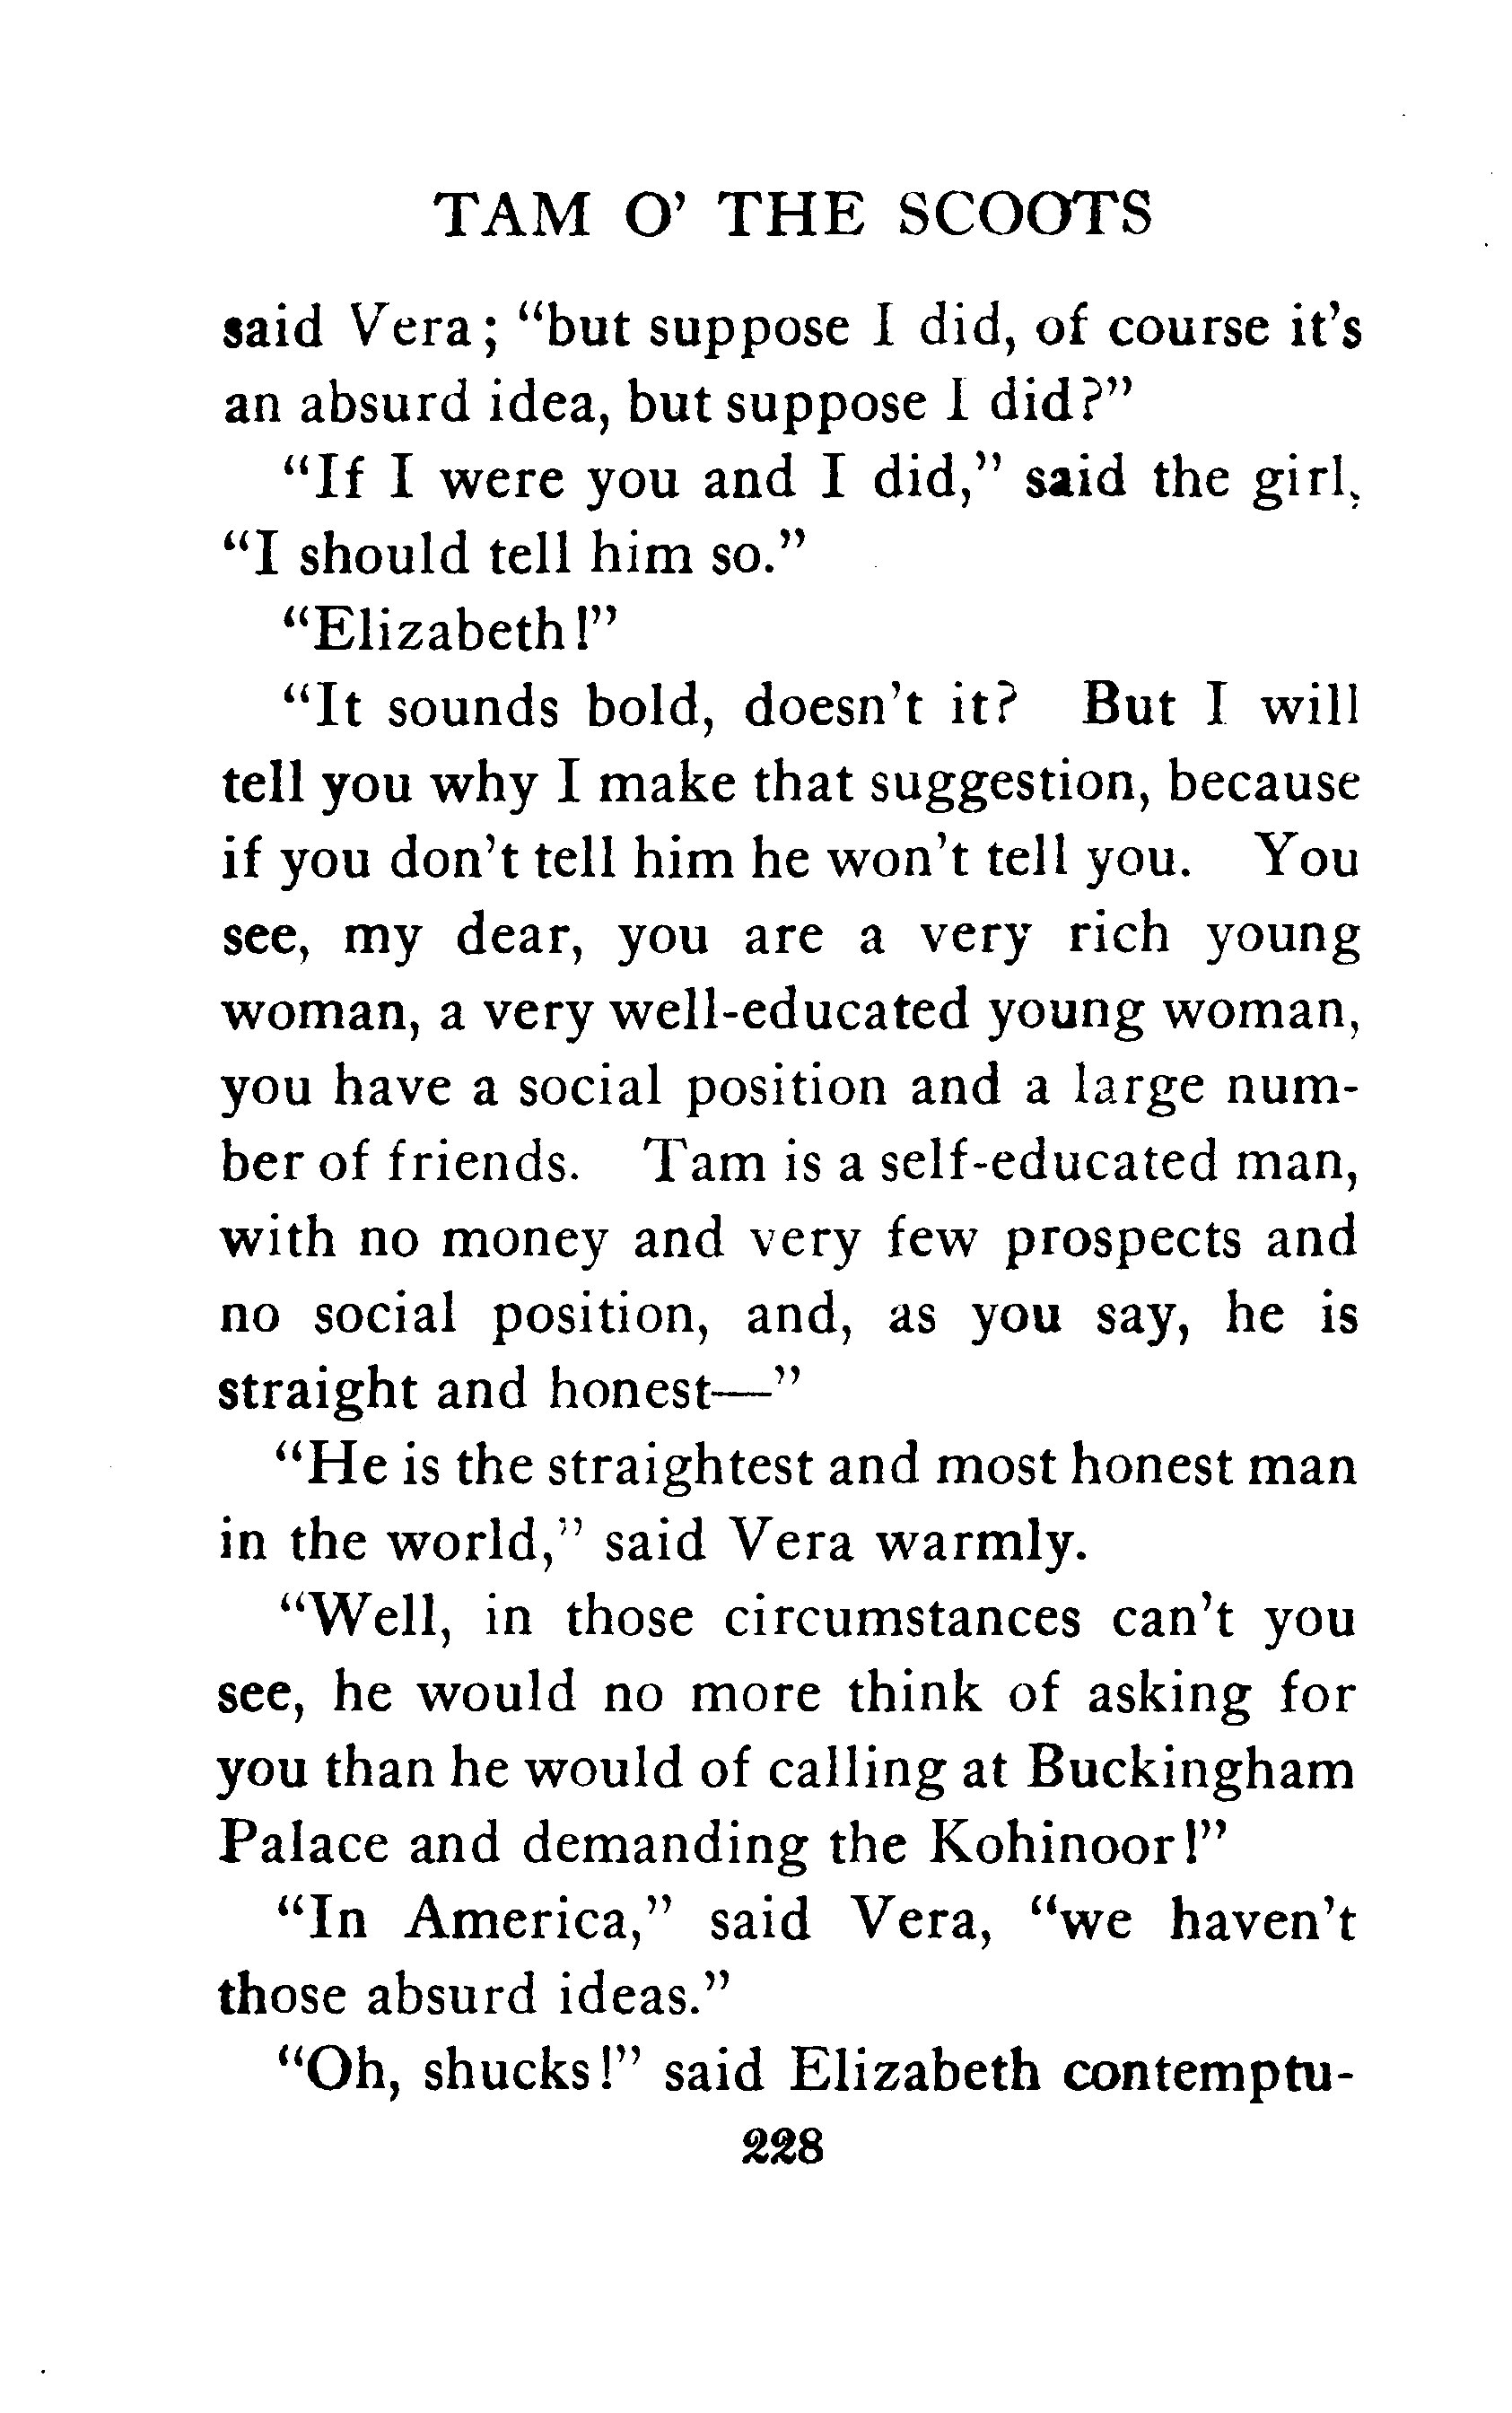 TAM O' THE SCOOTS
said Vera; "but suppose I did, of course it's
an absurd idea, but suppose I did?"
"If I were you and I did," said the girl,
"I should tell him so."
"Elizabeth!"
"It sounds bold, doesn't it? But I will
tell you why I make that suggestion, because
if you don't tell him he won't tell you. You
see, my dear, you are a very rich young
woman, a very well-educated young woman,
you have a social position and a large num-
ber of friends. Tam is a self-educated man,
with no money and very few prospects and
no social position, and, as you say, he is
straight and honest—"
"He is the straightest and most honest man
in the world," said Vera warmly.
"Well, in those circumstances can't you
see, he would no more think of asking for
you than he would of calling at Buckingham
Palace and demanding the Kohinoor!"
"In America," said Vera, "we haven't
those absurd ideas."
"Oh, shucks!" said Elizabeth contemptu-
228